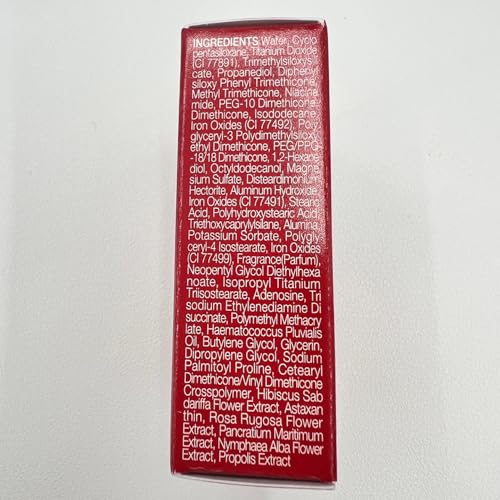 INGREDIENTS Water, Cyclo
pentasiloxane, Titanium Dioxide
(CI 77891), Trimethylsiloxysili
cate, Propanediol, Diphenyl
siloxy Phenyl Trimethicone,
Methyl Trimethicone, Niacina
mide, PEG-10 Dimethicone,
Dimethicone, Isododecane,
Iron Oxides (CI 77492), Poly
glyceryl-3 Polydimethylsilox
yethyl Dimethicone, PEG/PPG
-18/18 Dimethicone, 1,2-Hexane
diol, Octyldodecanol, Magne
sium Sulfate, Disteardimonium
Hectorite, Aluminum Hydroxide,
Iron Oxides (CI 77491), Stearic
Acid, Polyhydroxystearic Acid,
Triethoxycaprylylsilane, Alumina,
Potassium Sorbate, Polygly
ceryl-4 Isostearate, Iron Oxides
(CI 77499), Fragrance(Parfum),
Neopentyl Glycol Diethylhexa
noate, Isopropyl Titanium
Triisostearate, Adenosine, Tri
sodium Ethylenediamine Di
succinate, Polymethyl Methacry
late, Haematococcus Pluvialis
Oil, Butylene Glycol, Glycerin,
Dipropylene Glycol, Sodium
Palmitoyl Proline, Cetearyl
Dimethicone/Vinyl Dimethicone
Crosspolymer, Hibiscus Sab
dariffa Flower Extract, Astaxan
thin, Rosa Rugosa Flower
Extract, Pancratium Maritimum
Extract, Nymphaea Alba Flower
Extract, Propolis Extract